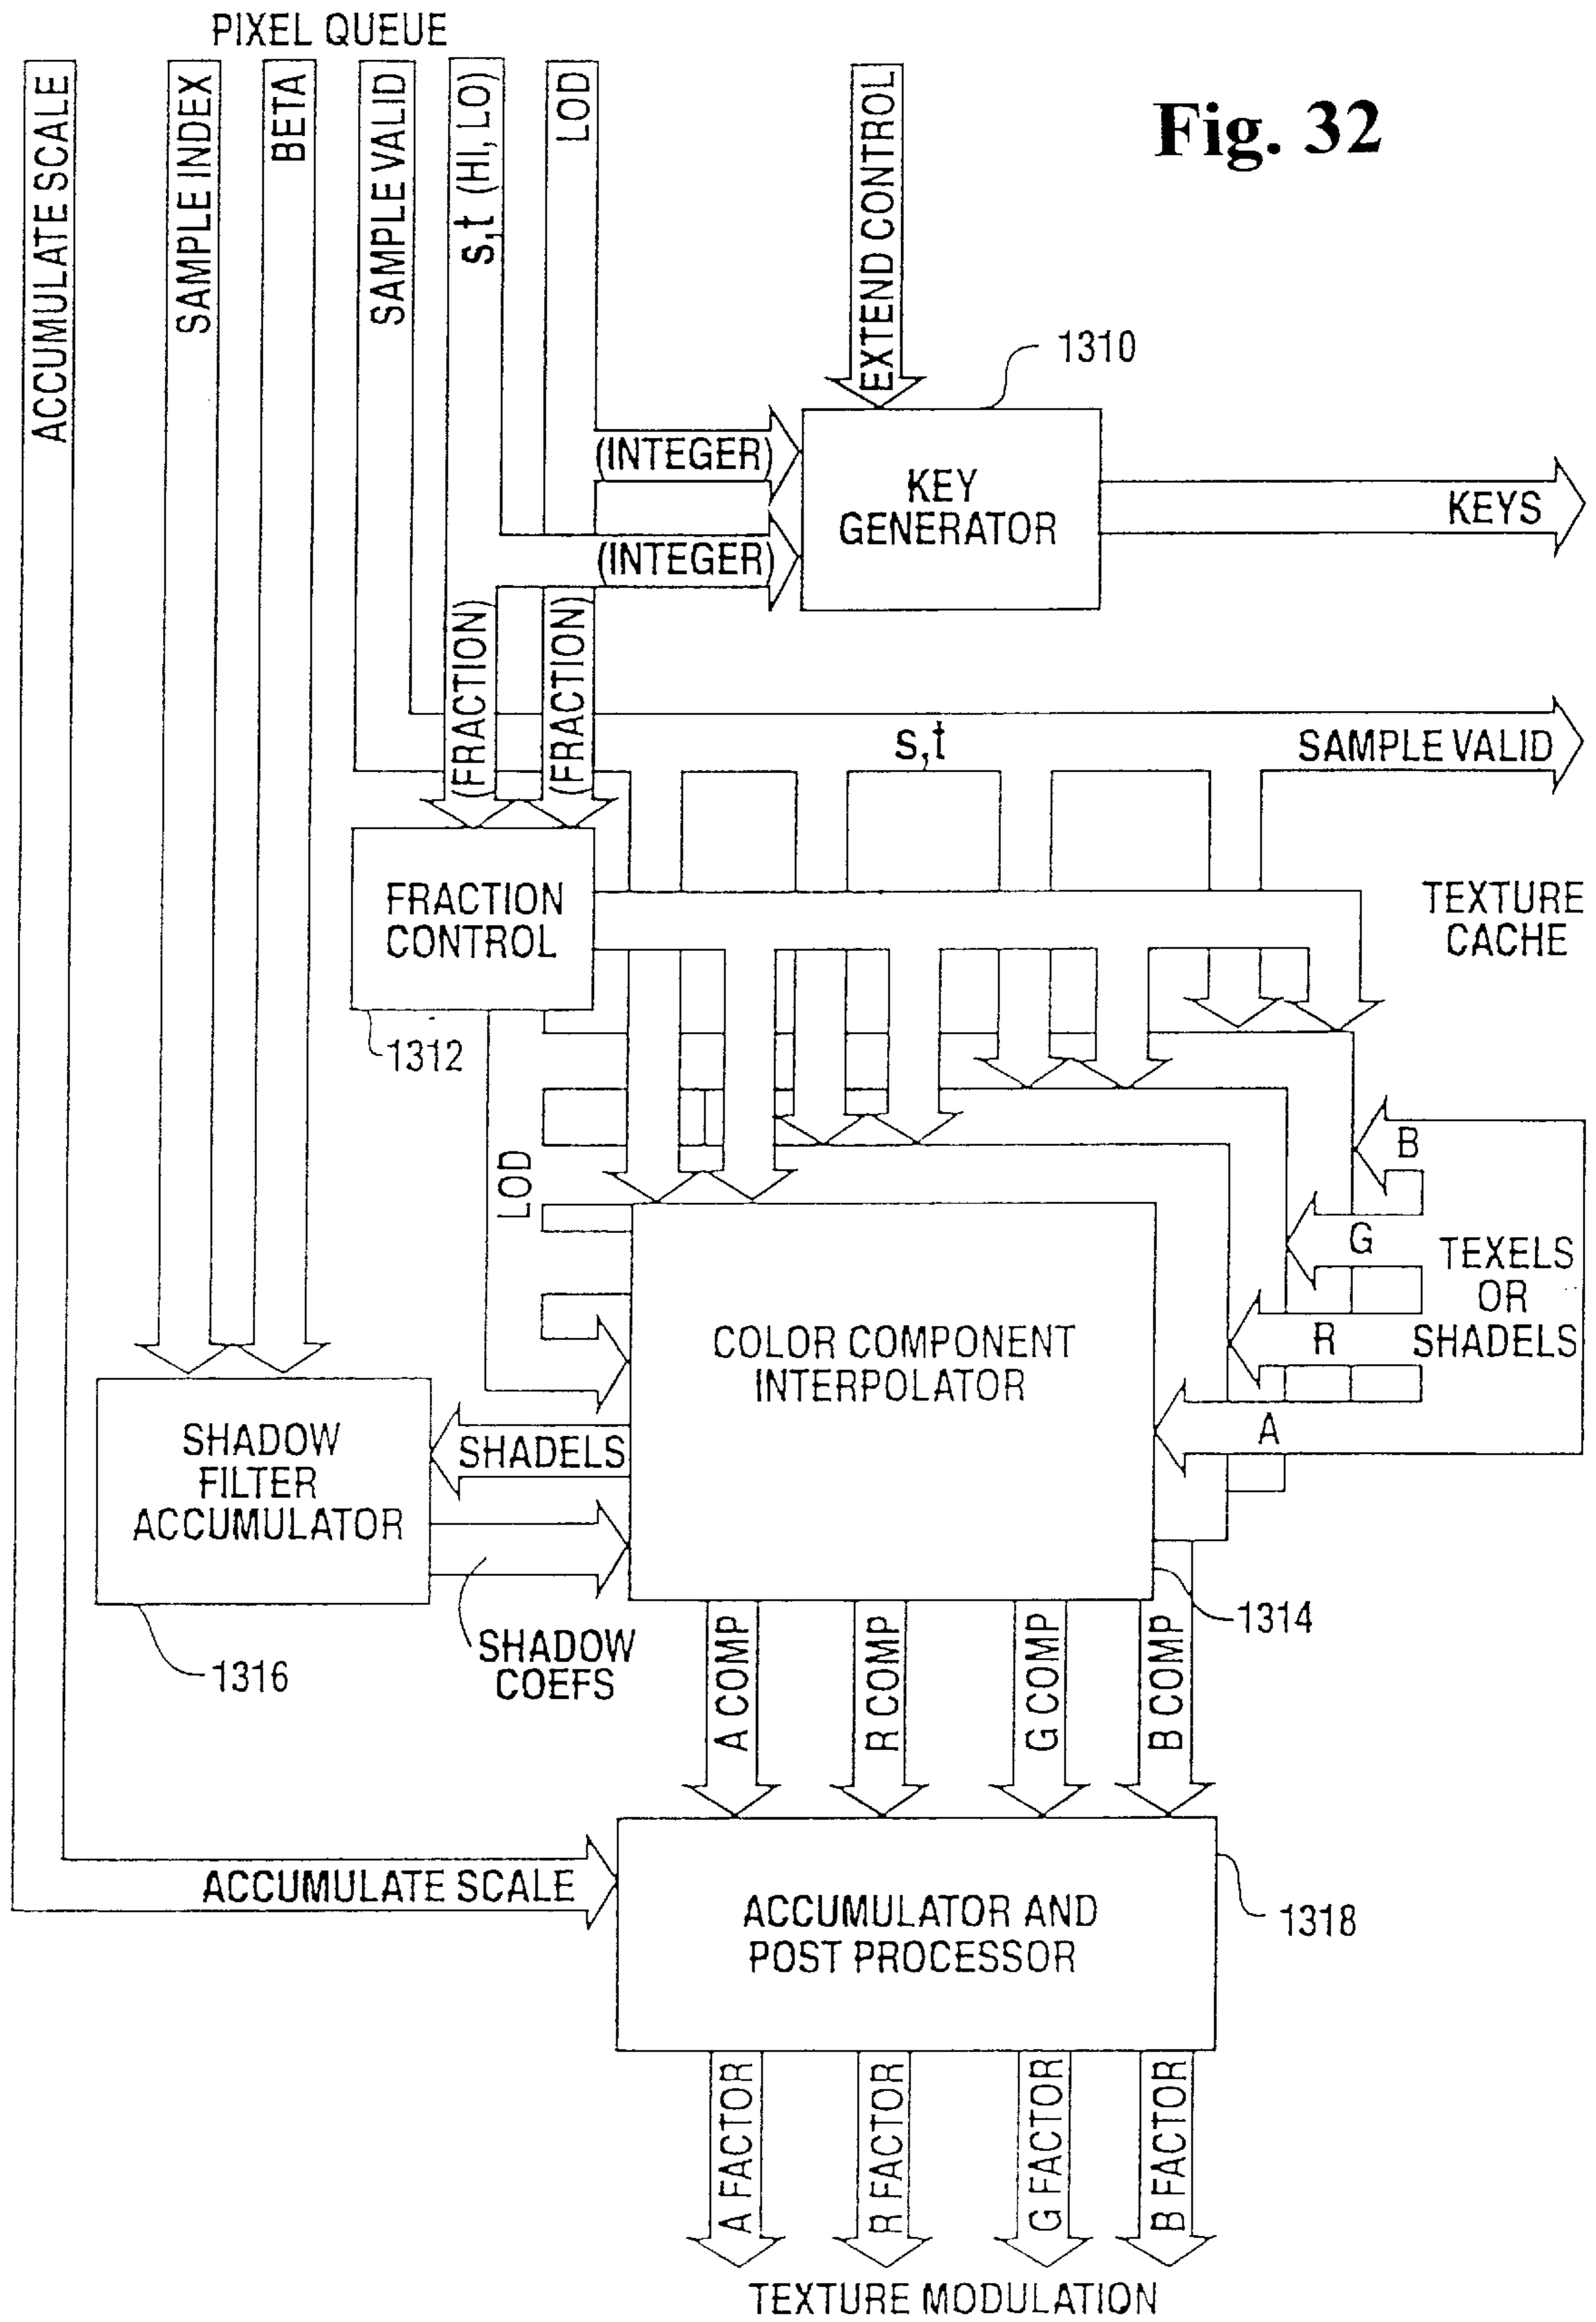 PIXEL QUEUE
ACCUMULATE SCALE
SAMPLE INDEX
BETA
SAMPLE VALID
s,t (HI, LO)
LOD
EXTEND CONTROL
Fig. 32
1310
(INTEGER)
(INTEGER)
KEY
GENERATOR
KEYS
(FRACTION)
(FRACTION)
s,t
SAMPLE VALID
FRACTION
CONTROL
TEXTURE
CACHE
1312
LOD
B
G
R
A
TEXELS
OR
SHADELS
COLOR COMPONENT
INTERPOLATOR
SHADOW
FILTER
ACCUMULATOR
SHADELS
SHADOW
COEFS
1316
1314
A COMP
R COMP
G COMP
B COMP
ACCUMULATE SCALE
ACCUMULATOR AND
POST PROCESSOR
1318
A FACTOR
R FACTOR
G FACTOR
B FACTOR
TEXTURE MODULATION